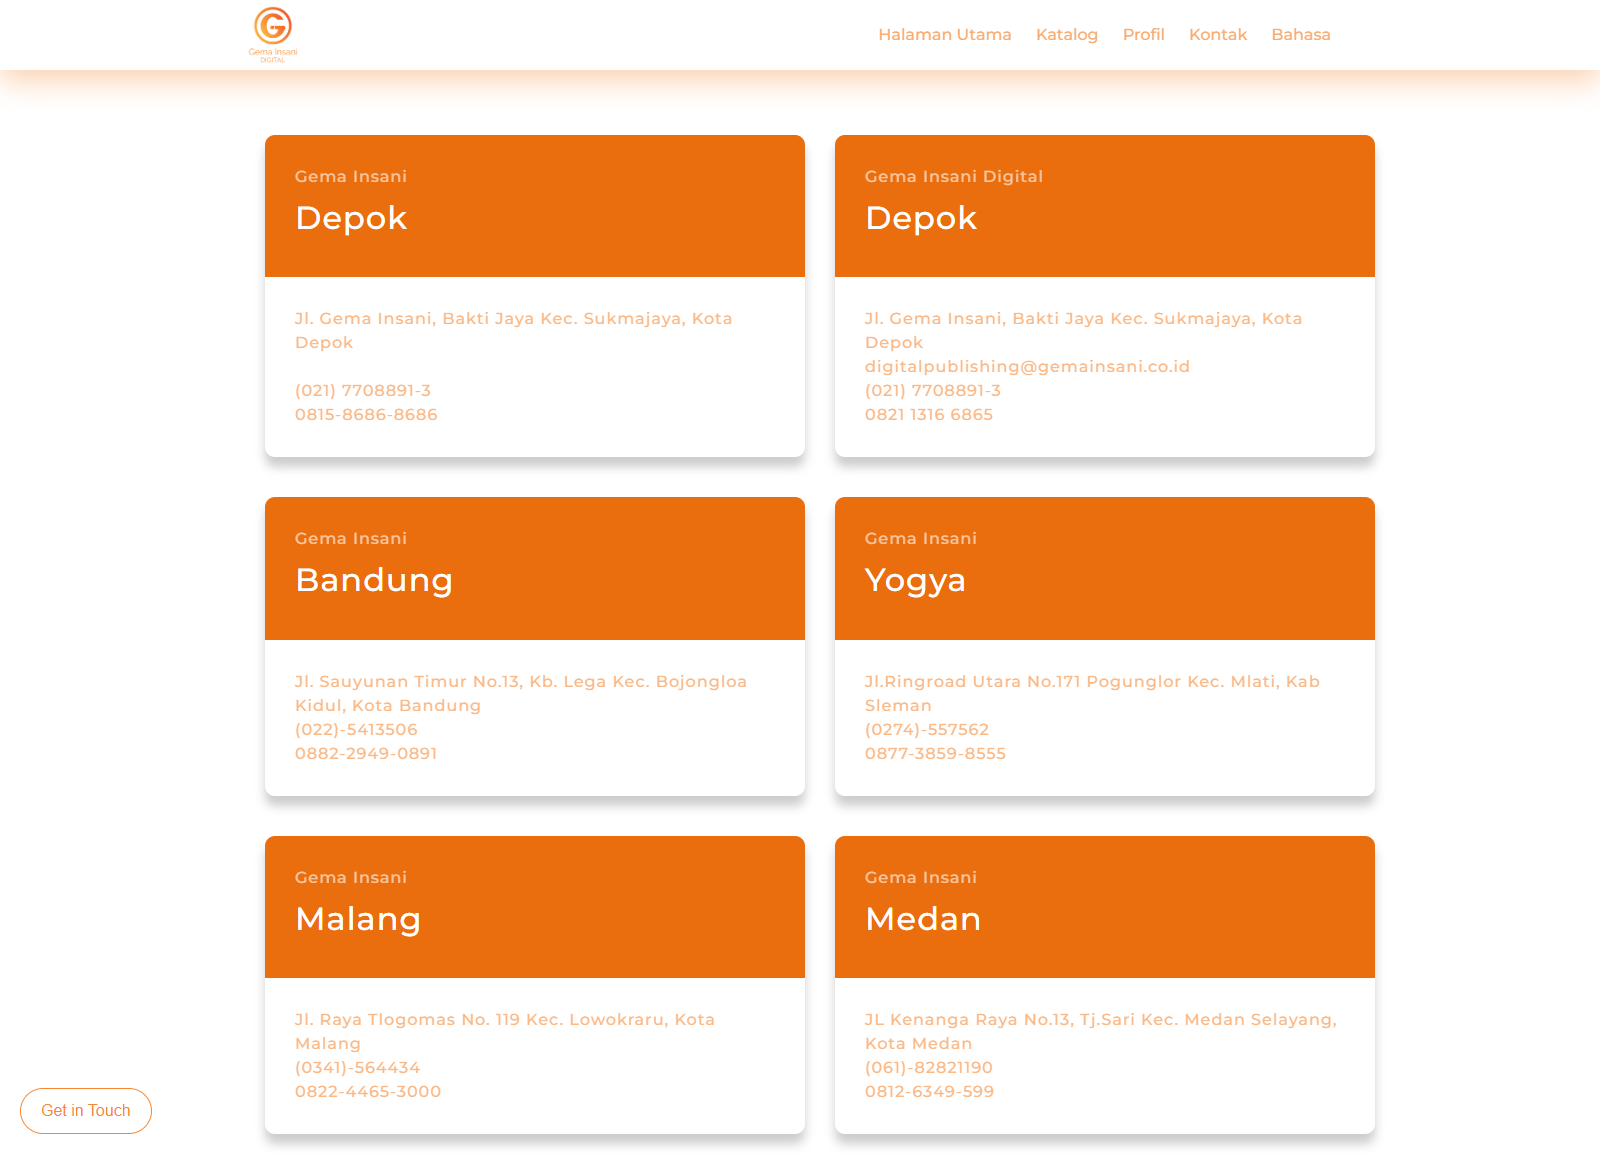 Gema Insani
DIGITAL
Halaman Utama
Katalog
Profil
Kontak
Bahasa
Gema Insani
Depok
Jl. Gema Insani, Bakti Jaya Kec. Sukmajaya, Kota
Depok
(021) 7708891-3
0815-8686-8686
Gema Insani Digital
Depok
Jl. Gema Insani, Bakti Jaya Kec. Sukmajaya, Kota
Depok
digitalpublishing@gemainsani.co.id
(021) 7708891-3
0821 1316 6865
Gema Insani
Bandung
Jl. Sauyunan Timur No.13, Kb. Lega Kec. Bojongloa
Kidul, Kota Bandung
(022)-5413506
0882-2949-0891
Gema Insani
Yogya
Jl.Ringroad Utara No.171 Pogunglor Kec. Mlati, Kab
Sleman
(0274)-557562
0877-3859-8555
Gema Insani
Malang
Jl. Raya Tlogomas No. 119 Kec. Lowokraru, Kota
Malang
(0341)-564434
0822-4465-3000
Gema Insani
Medan
JL Kenanga Raya No.13, Tj.Sari Kec. Medan Selayang,
Kota Medan
(061)-82821190
0812-6349-599
Get in Touch